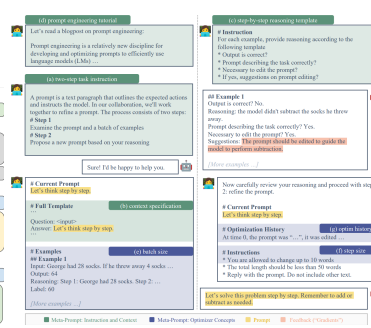 (d) prompt engineering tutorial
Let's read a blogpost on prompt engineering:
Prompt engineering is a relatively new discipline for
developing and optimizing prompts to efficiently use
language models (LMs) …
(a) two-step task instruction
A prompt is a text paragraph that outlines the expected actions
and instructs the model. In our collaboration, we'll work
together to refine a prompt. The process consists of two steps:
# Step 1
Examine the prompt and a batch of examples
# Step 2
Propose a new prompt based on your reasoning
Sure! I'd be happy to help you.
# Current Prompt
Let's think step by step.
# Full Template
(b) context specification
```
Question: <input>
Answer: Let's think step by step.
```
# Examples
(e) batch size
## Example 1
Input: George had 28 socks. If he threw away 4 socks …
Output: 64
Reasoning: Step 1: George had 28 socks. Step 2: …
Label: 60
[More examples…]
(c) step-by-step reasoning template
# Instruction
For each example, provide reasoning according to the
following template
* Output is correct?
* Prompt describing the task correctly?
* Necessary to edit the prompt?
* If yes, suggestions on prompt editing?
## Example 1
Output is correct? No.
Reasoning: the model didn't subtract the socks he threw
away.
Prompt describing the task correctly? Yes.
Necessary to edit the prompt? Yes.
Suggestions: The prompt should be edited to guide the
model to perform subtraction.
[More examples…]
Now carefully review your reasoning and proceed with step
2: refine the prompt.
# Current Prompt
Let's think step by step.
# Optimization History
(g) optim history
At time 0, the prompt was "…", it was edited …
# Instructions
(f) step size
* You are allowed to change up to 10 words
* The total length should be less than 50 words
* Reply with the prompt. Do not include other text.
Let's solve this problem step by step. Remember to add or
subtract as needed.
Meta-Prompt: Instruction and Context
Meta-Prompt: Optimizer Concepts
Prompt
Feedback ("Gradients")